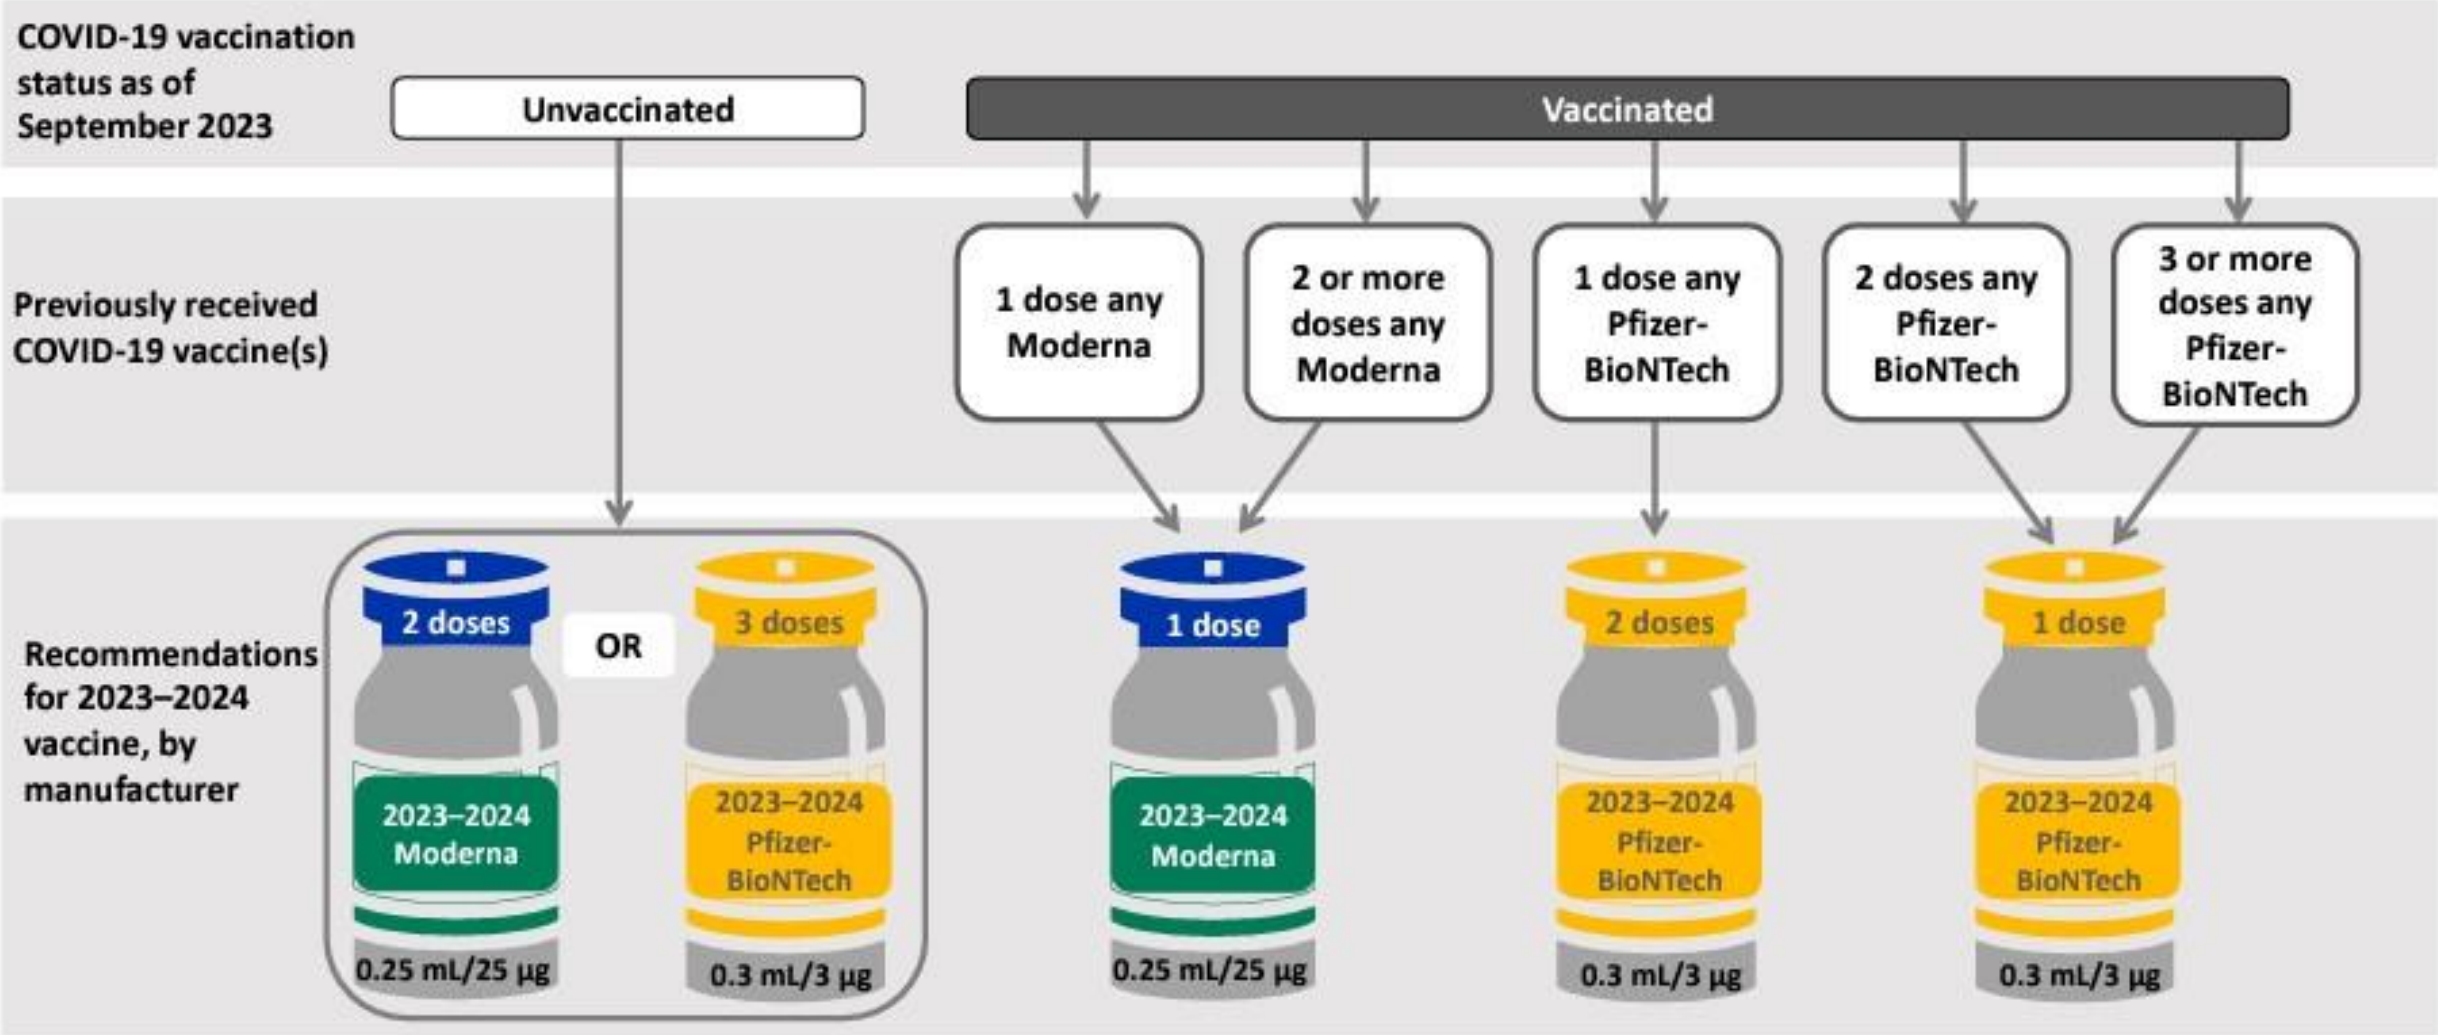 COVID-19 vaccination
status as of
September 2023
Unvaccinated
Vaccinated
Previously received
COVID-19 vaccine(s)
1 dose any
Moderna
2 or more
doses any
Moderna
1 dose any
Pfizer-
BioNTech
2 doses any
Pfizer-
BioNTech
3 or more
doses any
Pfizer-
BioNTech
Recommendations
for 2023–2024
vaccine, by
manufacturer
2 doses
2023–2024
Moderna
0.25 mL/25 µg
OR
3 doses
2023–2024
Pfizer-
BioNTech
0.3 mL/3 µg
1 dose
2023–2024
Moderna
0.25 mL/25 µg
2 doses
2023–2024
Pfizer-
BioNTech
0.3 mL/3 µg
1 dose
2023–2024
Pfizer-
BioNTech
0.3 mL/3 µg